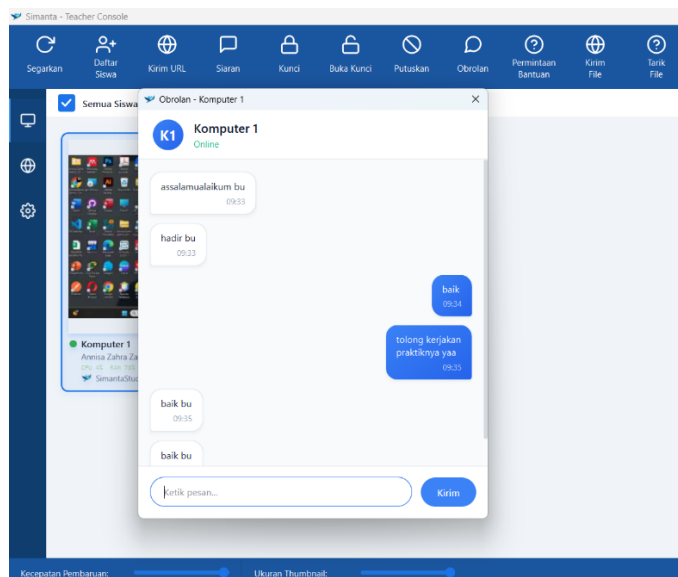 Simanta - Teacher Console
Segarkan
Daftar
Siswa
Kirim URL
Siaran
Kunci
Buka Kunci
Putuskan
Obrolan
Permintaan
Bantuan
Kirim
File
Tarik
File
Semua Siswa
Obrolan - Komputer 1
K1
Komputer 1
Online
assalamualaikum bu
09:33
hadir bu
09:33
baik
09:34
tolong kerjakan
praktiknya yaa
09:35
baik bu
09:35
baik bu
Ketik pesan...
Kirim
Komputer 1
Annisa Zahra Za
SimantaStu
Kecepatan Pembaruan:
Ukuran Thumbnail: